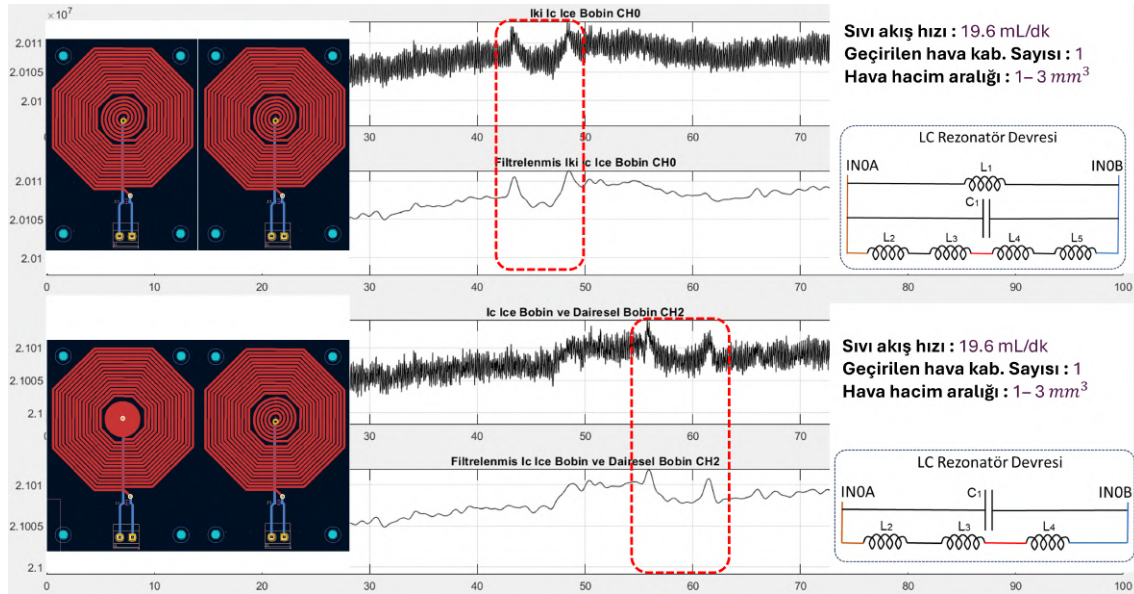 ×10⁷
Iki Ic Ice Bobin CH0
2.011
2.0105
2.01
0
30
40
50
60
70
Filtrelenmis Iki Ic Ice Bobin CH0
2.011
2.0105
2.01
0
10
20
30
40
50
60
70
80
90
100
Sıvı akış hızı : 19.6 mL/dk
Geçirilen hava kab. Sayısı : 1
Hava hacim aralığı : 1– 3 mm³
LC Rezonatör Devresi
IN0A
IN0B
L1
C1
L2
L3
L4
L5
Ic Ice Bobin ve Dairesel Bobin CH2
2.101
2.1005
2.1
0
30
40
50
60
70
Filtrelenmis Ic Ice Bobin ve Dairesel Bobin CH2
2.101
2.1005
2.1
0
10
20
30
40
50
60
70
80
90
100
Sıvı akış hızı : 19.6 mL/dk
Geçirilen hava kab. Sayısı : 1
Hava hacim aralığı : 1– 3 mm³
LC Rezonatör Devresi
IN0A
IN0B
C1
L2
L3
L4